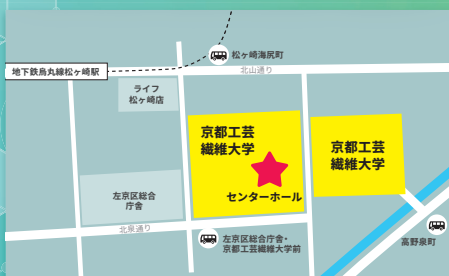 松ヶ崎海尻町
北山通り
地下鉄烏丸線松ヶ崎駅
ライフ
松ヶ崎店
京都工芸
繊維大学
京都工芸
繊維大学
センターホール
左京区総合
庁舎
北泉通り
左京区総合庁舎・
京都工芸繊維大学前
高野泉町